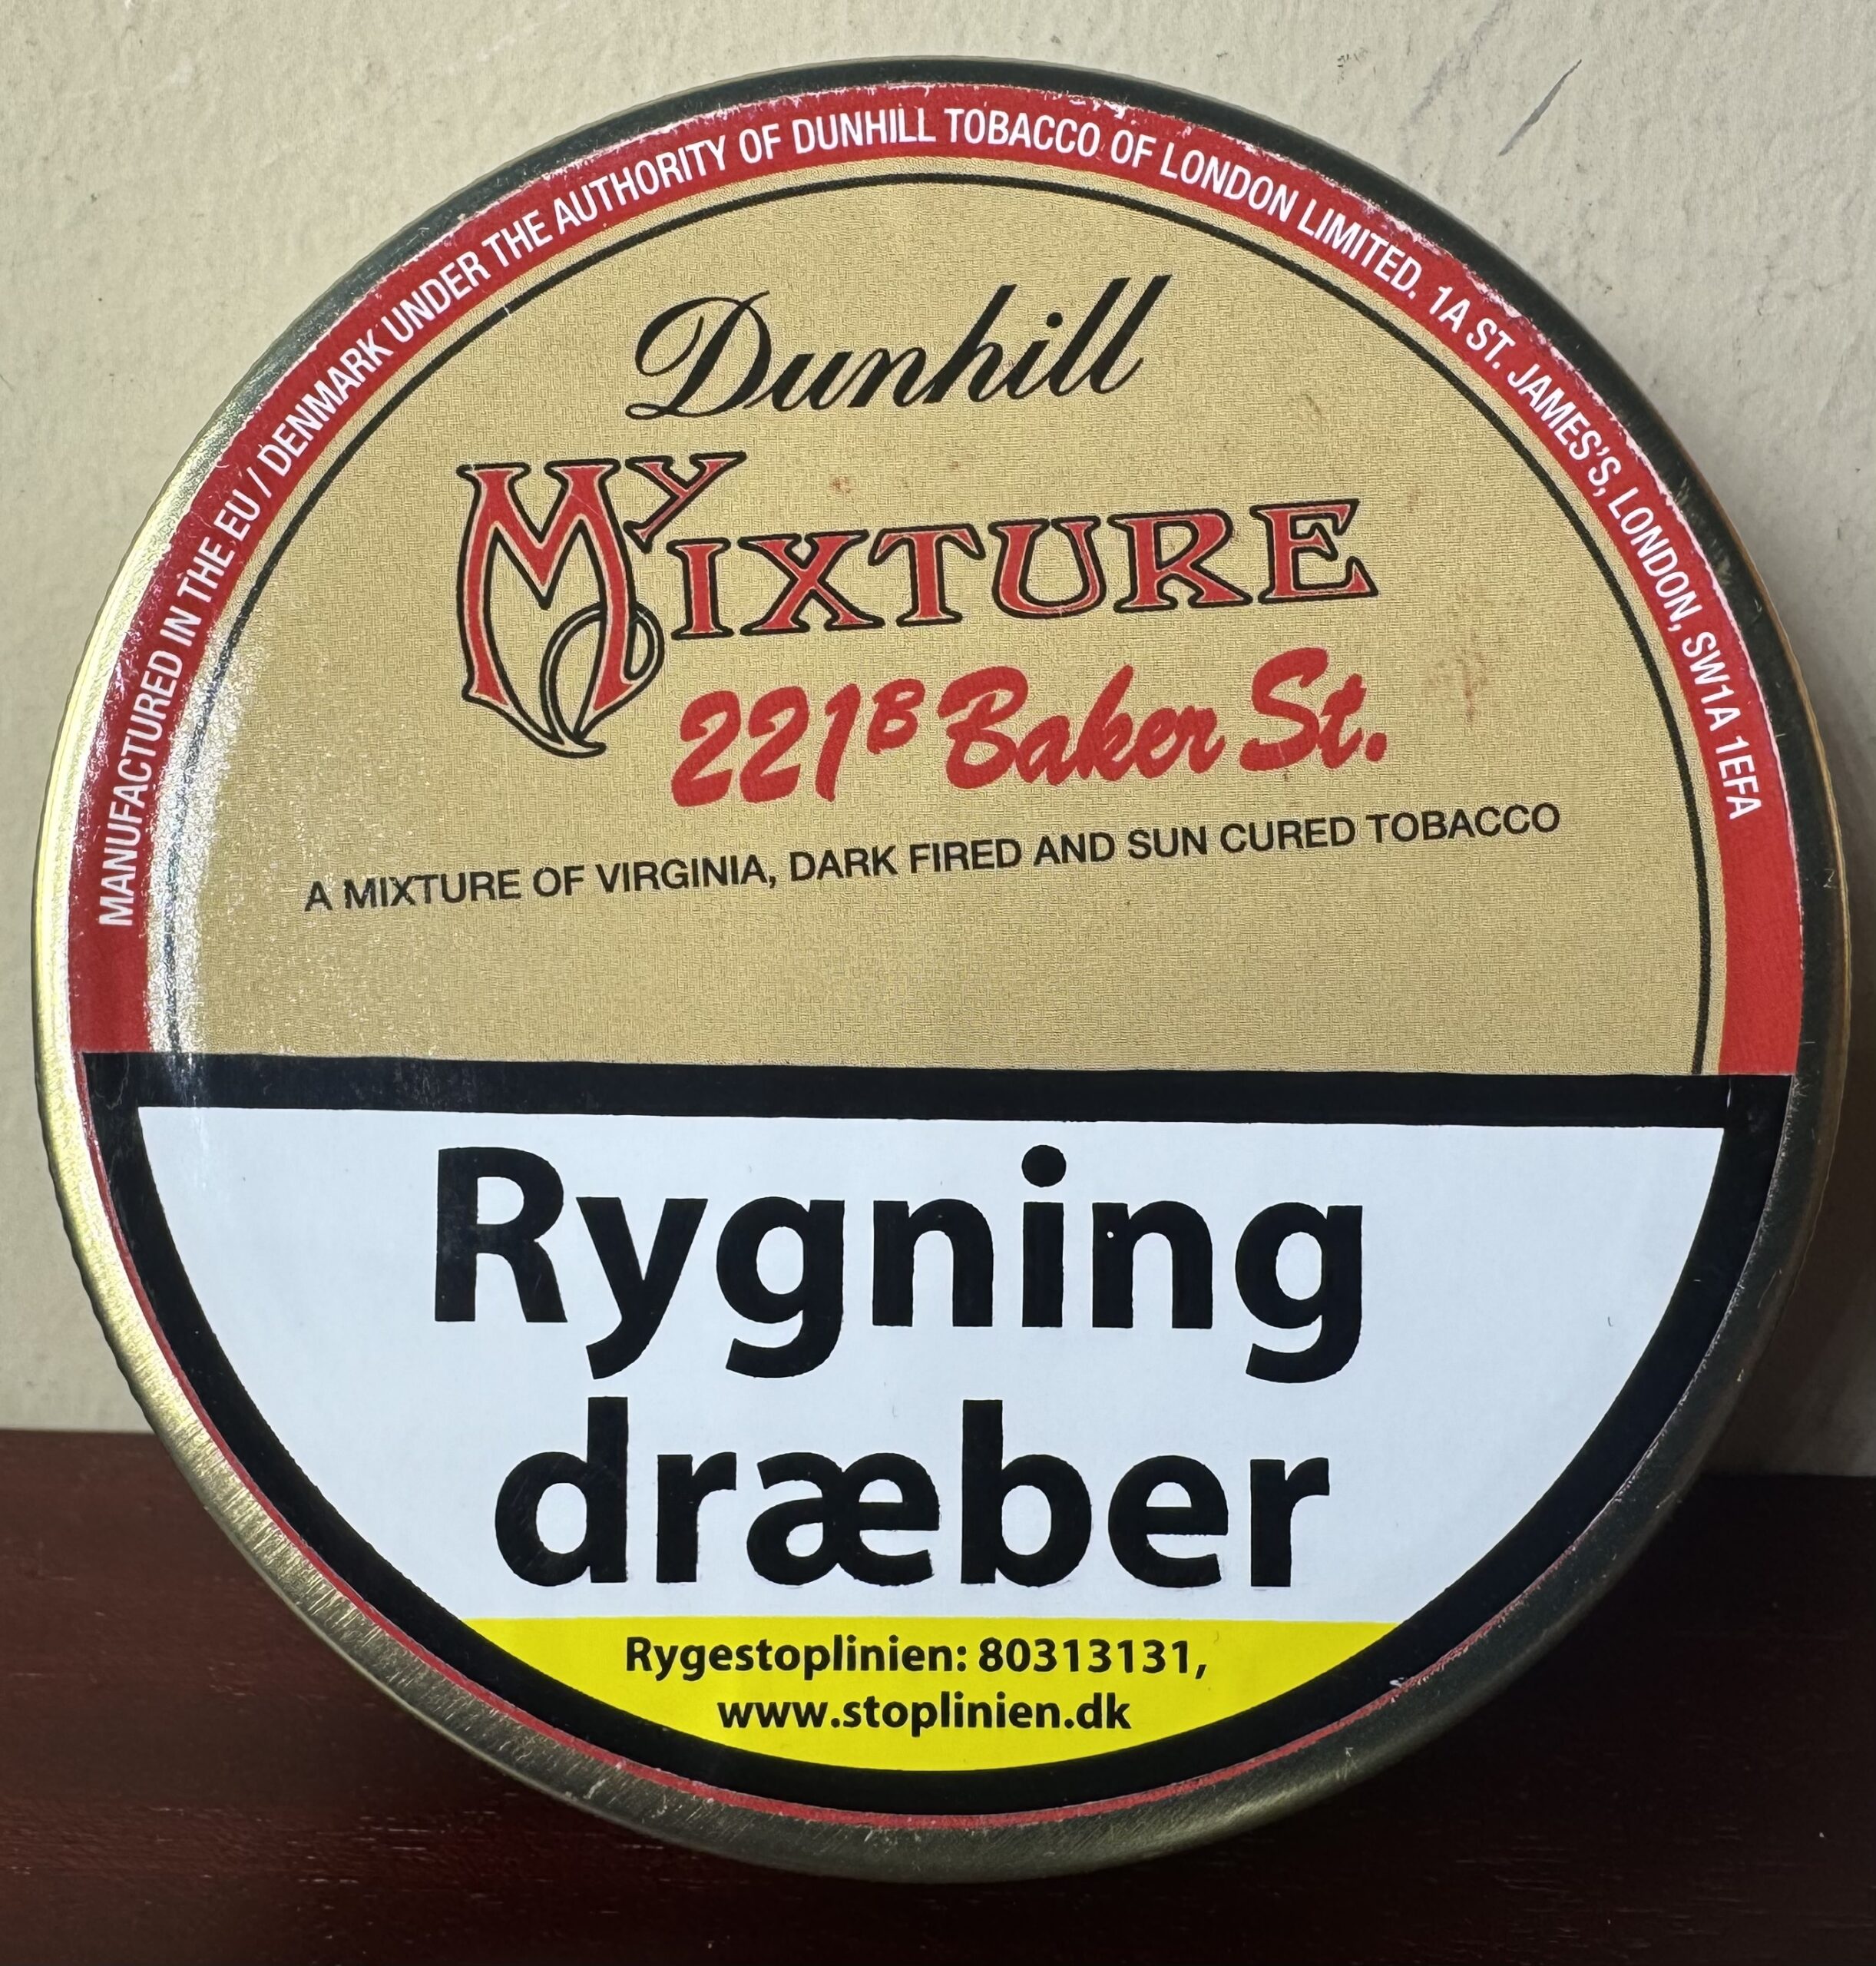 MANUFACTURED IN THE EU / DENMARK UNDER THE AUTHORITY OF DUNHILL TOBACCO OF LONDON LIMITED. 1A ST. JAMES'S, LONDON, SW1A 1EFA
Dunhill
My Mixture
221B Baker St.
A MIXTURE OF VIRGINIA, DARK FIRED AND SUN CURED TOBACCO
Rygning
dræber
Rygestoplinien: 80313131,
www.stoplinien.dk